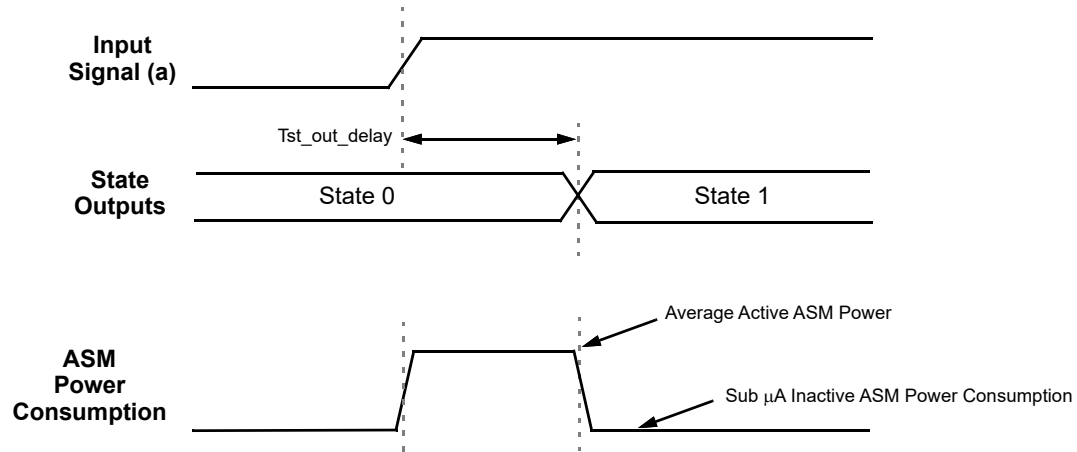 Input
Signal (a)
Tst_out_delay
State
Outputs
State 0
State 1
Average Active ASM Power
ASM
Power
Consumption
Sub μA Inactive ASM Power Consumption